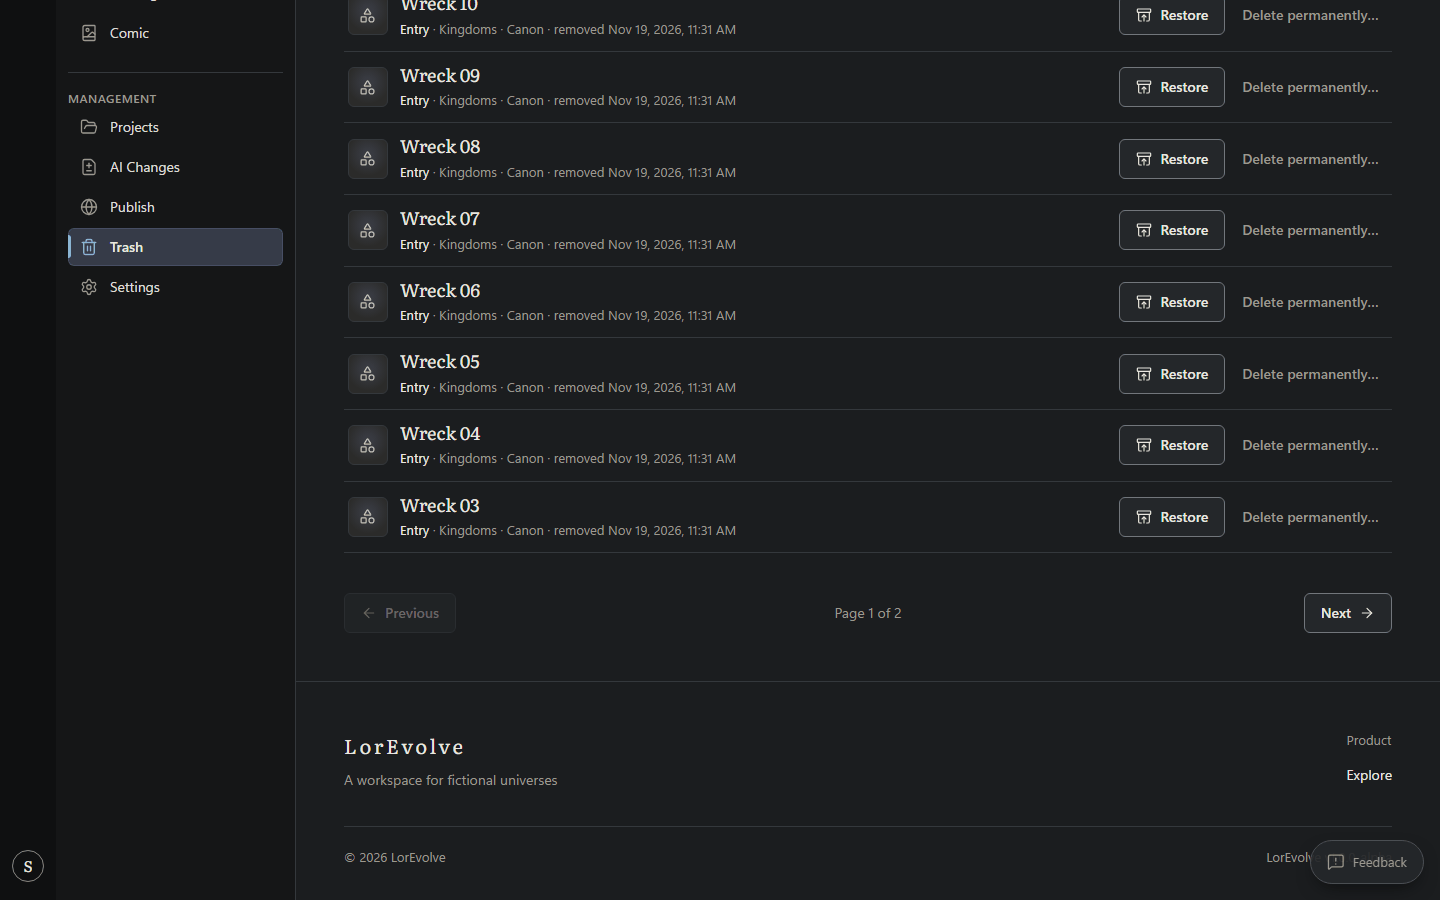 Comic
MANAGEMENT
Projects
AI Changes
Publish
Trash
Settings
S
Wreck 10
Entry · Kingdoms · Canon · removed Nov 19, 2026, 11:31 AM
Restore
Delete permanently...
Wreck 09
Entry · Kingdoms · Canon · removed Nov 19, 2026, 11:31 AM
Restore
Delete permanently...
Wreck 08
Entry · Kingdoms · Canon · removed Nov 19, 2026, 11:31 AM
Restore
Delete permanently...
Wreck 07
Entry · Kingdoms · Canon · removed Nov 19, 2026, 11:31 AM
Restore
Delete permanently...
Wreck 06
Entry · Kingdoms · Canon · removed Nov 19, 2026, 11:31 AM
Restore
Delete permanently...
Wreck 05
Entry · Kingdoms · Canon · removed Nov 19, 2026, 11:31 AM
Restore
Delete permanently...
Wreck 04
Entry · Kingdoms · Canon · removed Nov 19, 2026, 11:31 AM
Restore
Delete permanently...
Wreck 03
Entry · Kingdoms · Canon · removed Nov 19, 2026, 11:31 AM
Restore
Delete permanently...
Previous
Page 1 of 2
Next
LorEvolve
A workspace for fictional universes
Product
Explore
© 2026 LorEvolve
Feedback